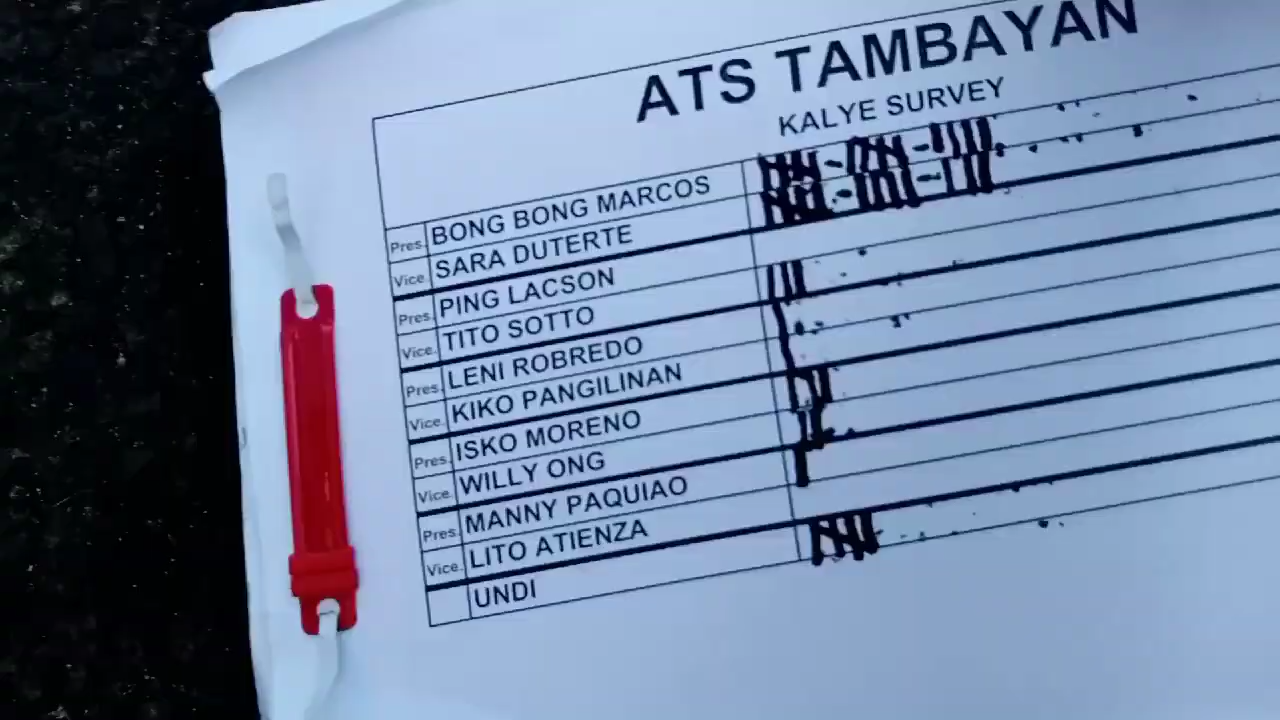 ATS TAMBAYAN
KALYE SURVEY
Pres. BONG BONG MARCOS
Vice. SARA DUTERTE
Pres. PING LACSON
Vice. TITO SOTTO
Pres. LENI ROBREDO
Vice. KIKO PANGILINAN
Pres. ISKO MORENO
Vice. WILLY ONG
Pres. MANNY PAQUIAO
Vice. LITO ATIENZA
UNDI